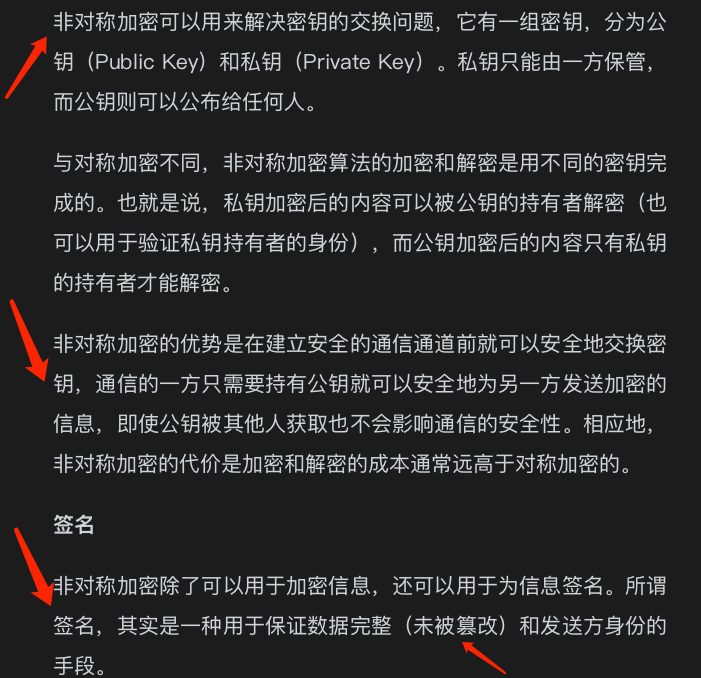 非对称加密可以用来解决密钥的交换问题，它有一组密钥，分为公
钥（Public Key）和私钥（Private Key）。私钥只能由一方保管，
而公钥则可以公布给任何人。
与对称加密不同，非对称加密算法的加密和解密是用不同的密钥完
成的。也就是说，私钥加密后的内容可以被公钥的持有者解密（也
可以用于验证私钥持有者的身份），而公钥加密后的内容只有私钥
的持有者才能解密。
非对称加密的优势是在建立安全的通信通道前就可以安全地交换密
钥，通信的一方只需要持有公钥就可以安全地为另一方发送加密的
信息，即使公钥被其他人获取也不会影响通信的安全性。相应地，
非对称加密的代价是加密和解密的成本通常远高于对称加密的。
签名
非对称加密除了可以用于加密信息，还可以用于为信息签名。所谓
签名，其实是一种用于保证数据完整（未被篡改）和发送方身份的
手段。